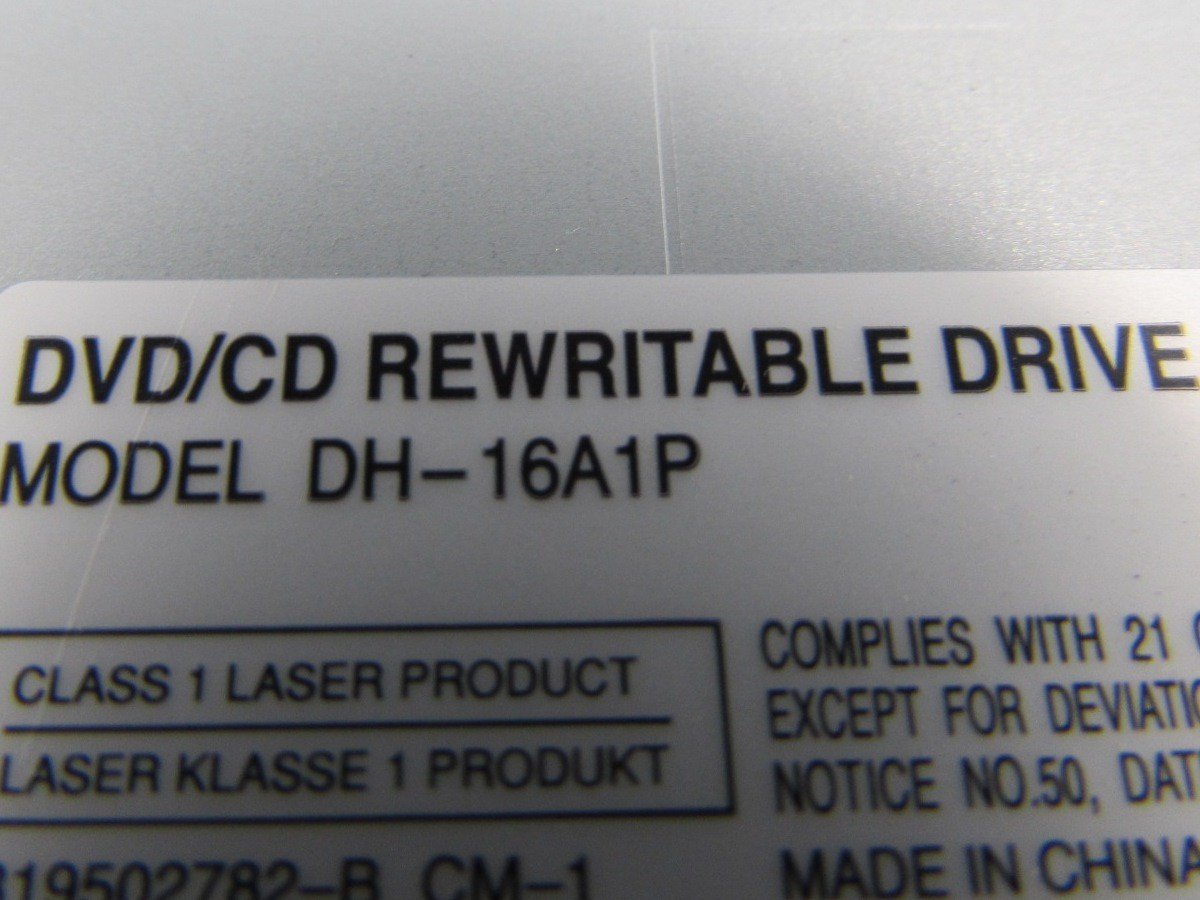 DVD/CD REWRITABLE DRIVE
MODEL DH-16A1P
CLASS 1 LASER PRODUCT
LASER KLASSE 1 PRODUKT
COMPLIES WITH 21
EXCEPT FOR
NOTICE NO.50,
CM-1
MADE IN CHINA